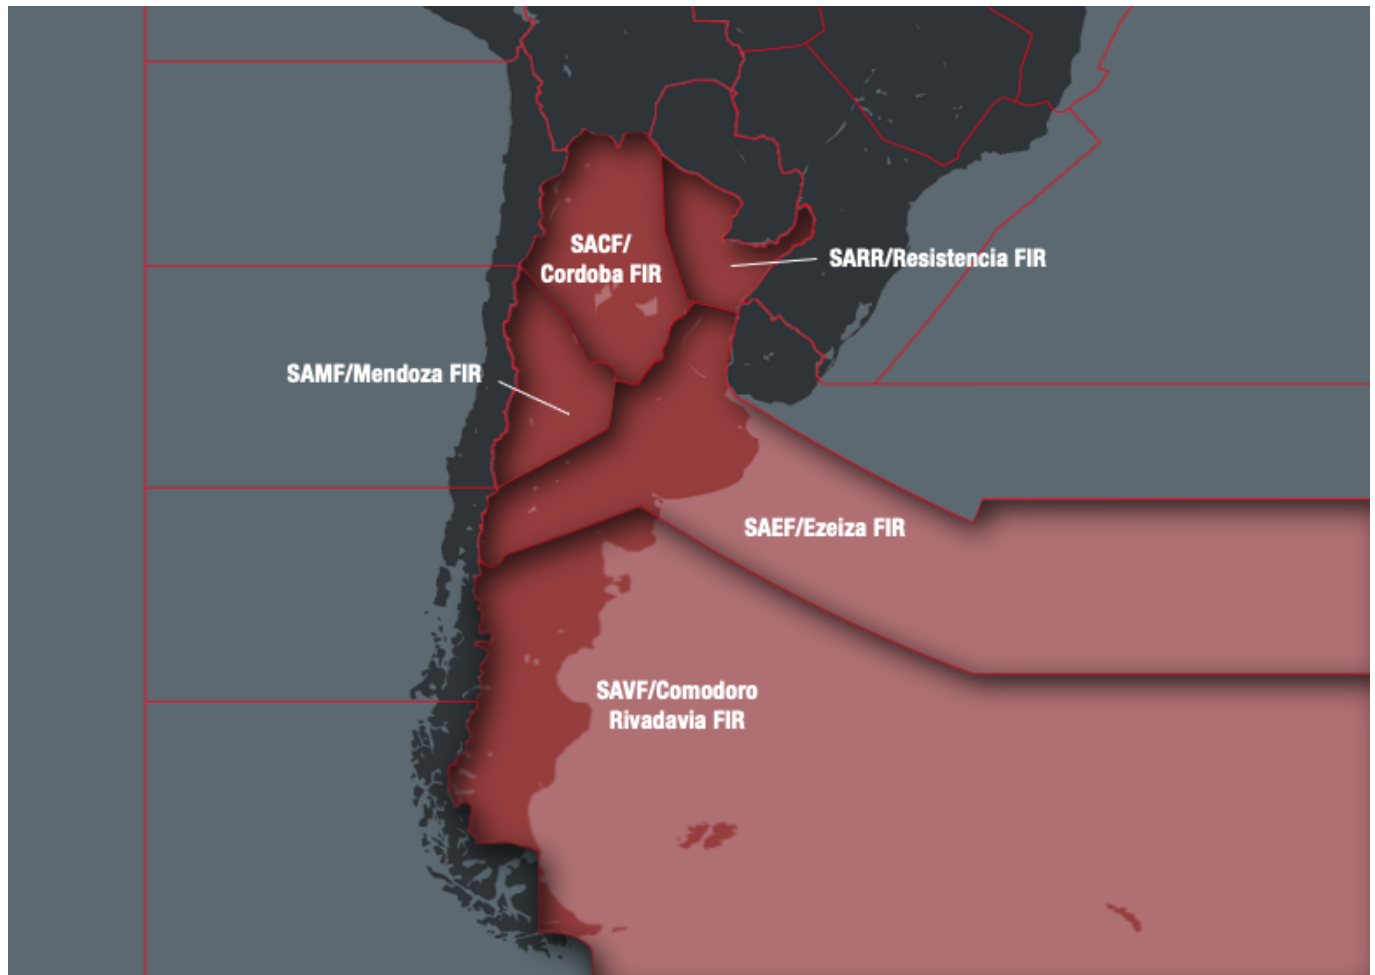 SACF/
Cordoba FIR
SARR/Resistencia FIR
SAMF/Mendoza FIR
SAEF/Ezeiza FIR
SAVF/Comodoro
Rivadavia FIR